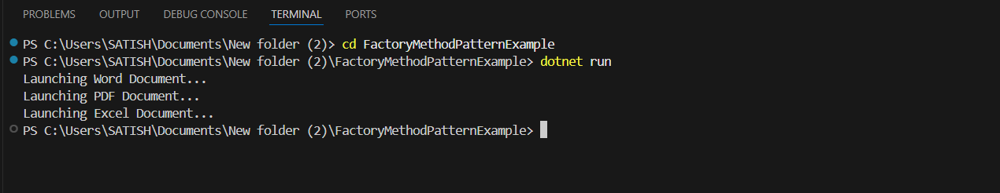 PROBLEMS OUTPUT DEBUG CONSOLE TERMINAL PORTS
PS C:\Users\SATISH\Documents\New folder (2)> cd FactoryMethodPatternExample
PS C:\Users\SATISH\Documents\New folder (2)\FactoryMethodPatternExample> dotnet run
Launching Word Document...
Launching PDF Document...
Launching Excel Document...
PS C:\Users\SATISH\Documents\New folder (2)\FactoryMethodPatternExample>